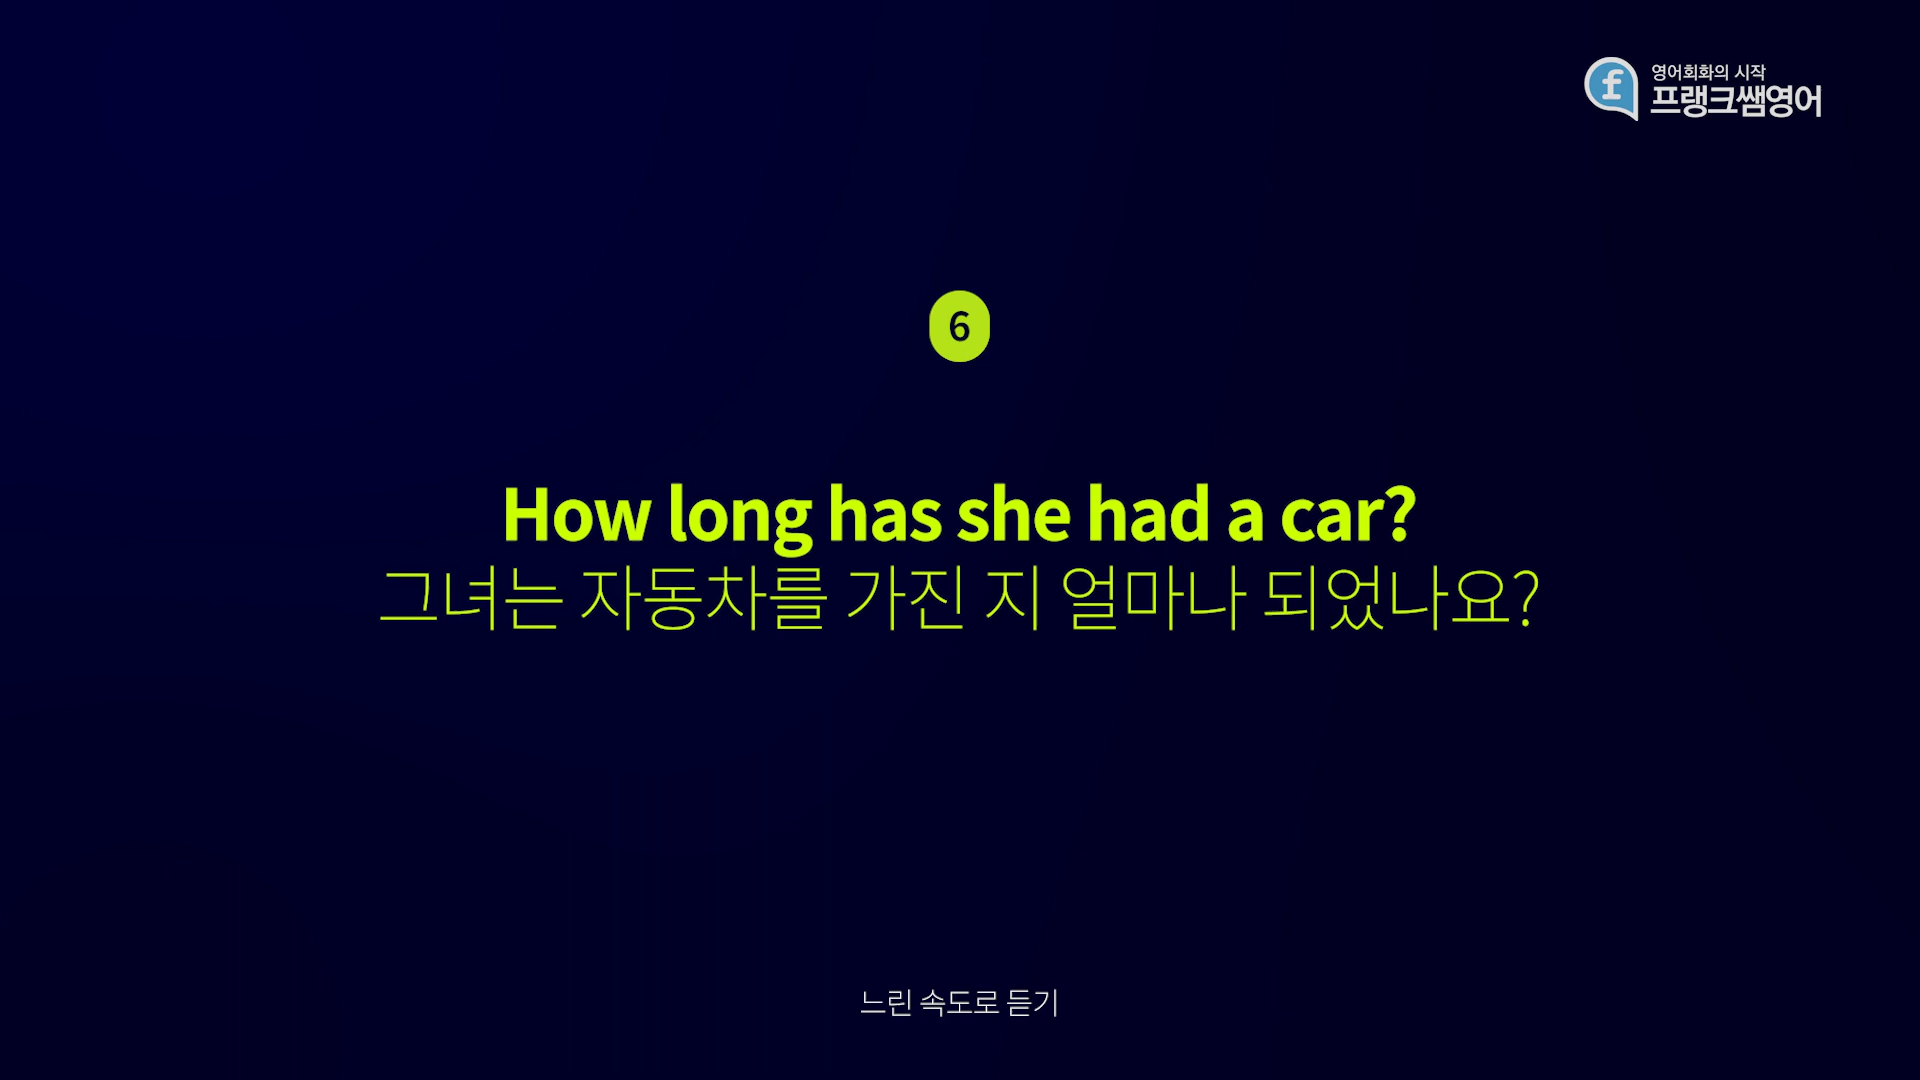 영어회화의 시작
프랭크쌤영어
6
How long has she had a car?
그녀는 자동차를 가진 지 얼마나 되었나요?
느린 속도로 듣기